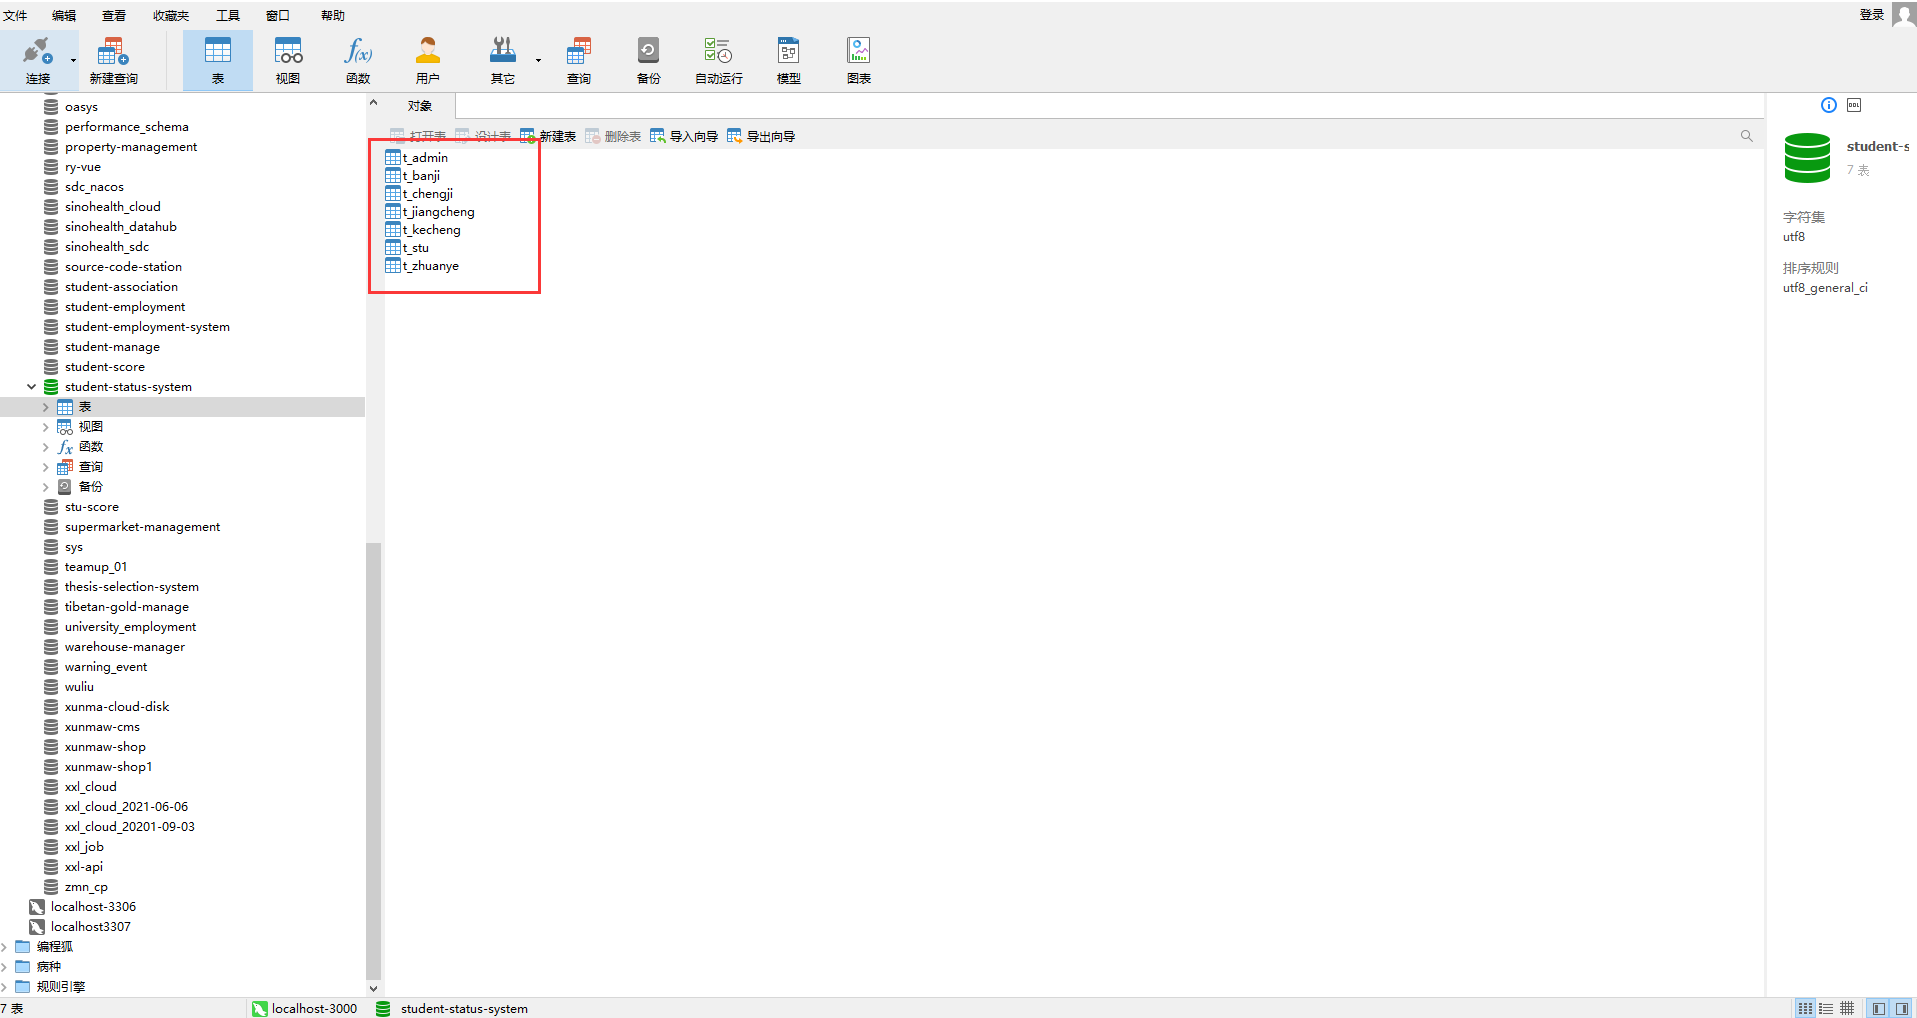 文件 编辑 查看 收藏夹 工具 窗口 帮助 登录
连接 新建查询 表 视图 函数 用户 其它 查询 备份 自动运行 模型 图表
oasys
performance_schema
property-management
ry-vue
sdc_nacos
sinohealth_cloud
sinohealth_datahub
sinohealth_sdc
source-code-station
student-association
student-employment
student-employment-system
student-manage
student-score
student-status-system
表
视图
函数
查询
备份
stu-score
supermarket-management
sys
teamup_01
thesis-selection-system
tibetan-gold-manage
university_employment
warehouse-manager
warning_event
wuliu
xunma-cloud-disk
xunmaw-cms
xunmaw-shop
xunmaw-shop1
xxl_cloud
xxl_cloud_2021-06-06
xxl_cloud_20201-09-03
xxl_job
xxl-api
zmn_cp
localhost-3306
localhost3307
编程狐
病种
规则引擎
对象
打开表 设计表 新建表 删除表 导入向导 导出向导
t_admin
t_banji
t_chengji
t_jiangcheng
t_kecheng
t_stu
t_zhuanye
DDL
student-s
7 表
字符集
utf8
排序规则
utf8_general_ci
7 表 localhost-3000 student-status-system